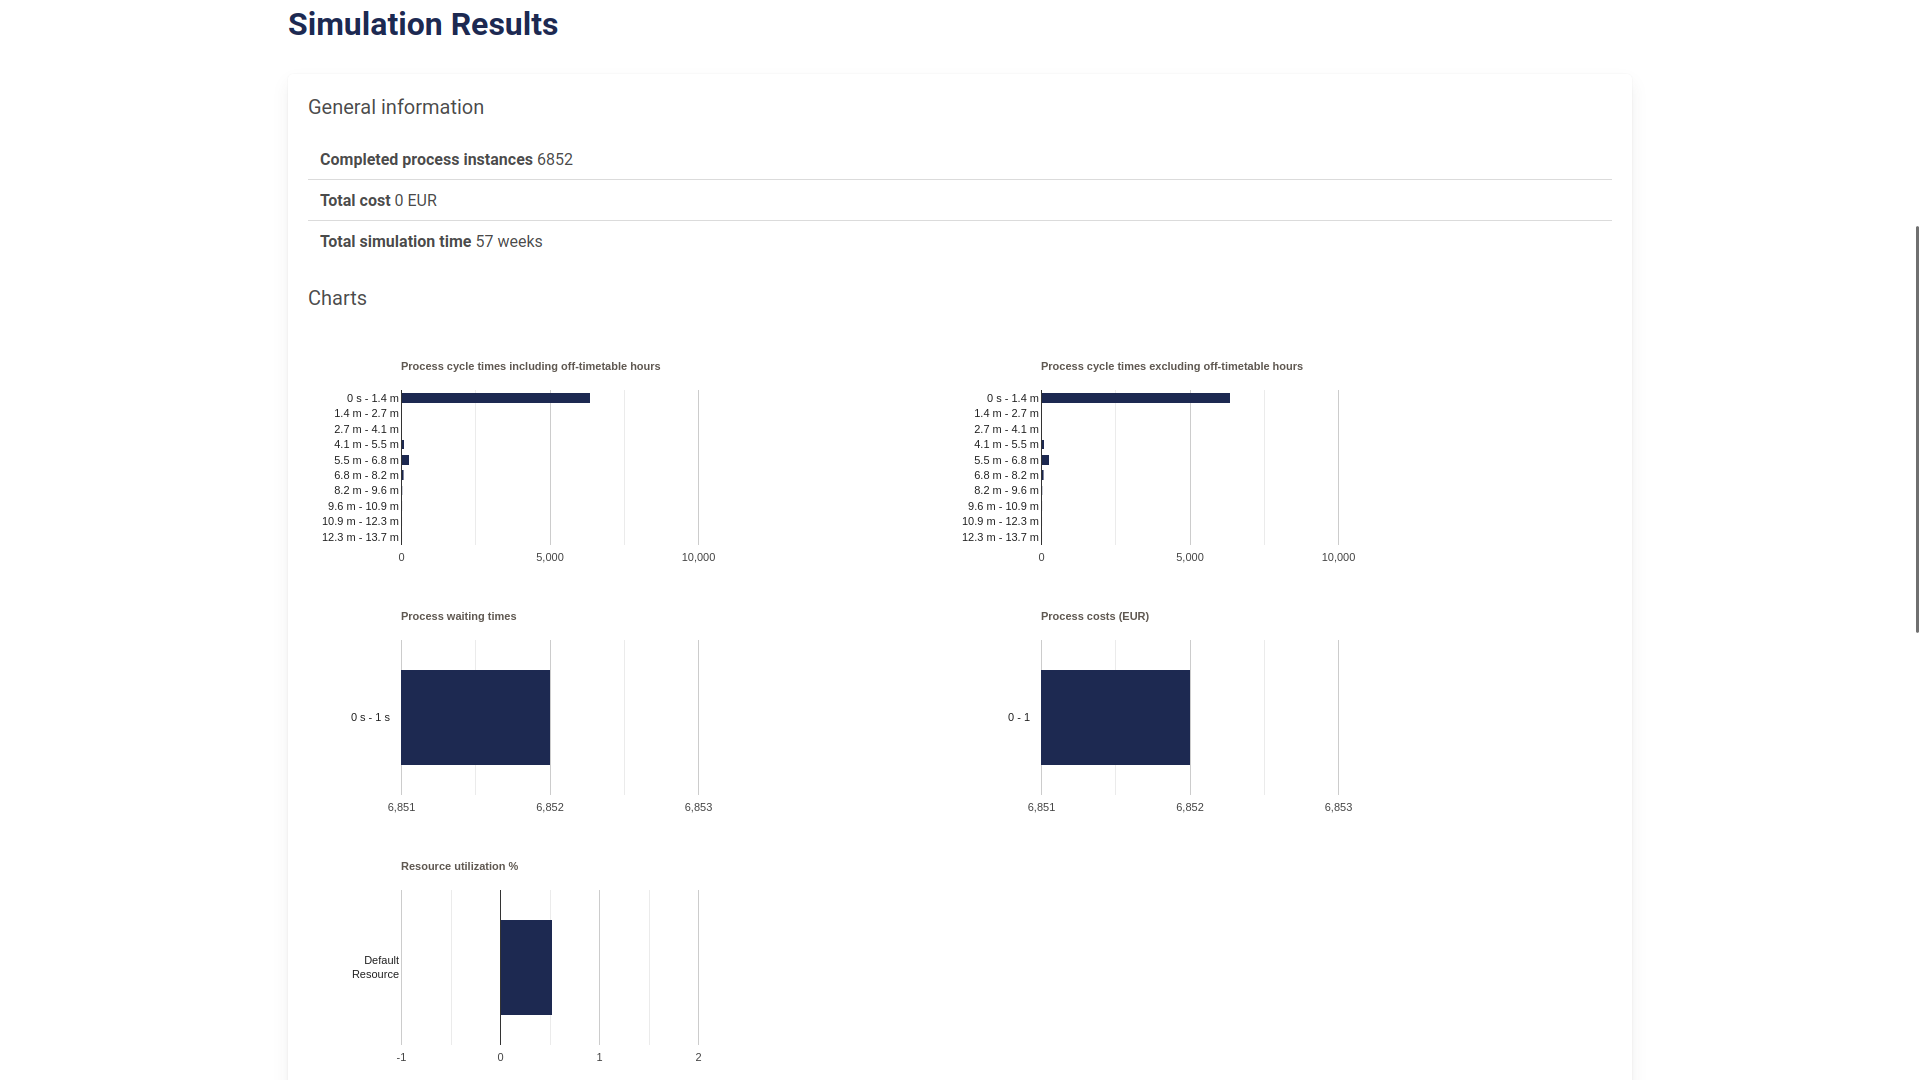 Simulation Results
General information
Completed process instances 6852
Total cost 0 EUR
Total simulation time 57 weeks
Charts
Process cycle times including off-timetable hours
0 s - 1.4 m
1.4 m - 2.7 m
2.7 m - 4.1 m
4.1 m - 5.5 m
5.5 m - 6.8 m
6.8 m - 8.2 m
8.2 m - 9.6 m
9.6 m - 10.9 m
10.9 m - 12.3 m
12.3 m - 13.7 m
0 5,000 10,000
Process cycle times excluding off-timetable hours
0 s - 1.4 m
1.4 m - 2.7 m
2.7 m - 4.1 m
4.1 m - 5.5 m
5.5 m - 6.8 m
6.8 m - 8.2 m
8.2 m - 9.6 m
9.6 m - 10.9 m
10.9 m - 12.3 m
12.3 m - 13.7 m
0 5,000 10,000
Process waiting times
0 s - 1 s
6,851 6,852 6,853
Process costs (EUR)
0 - 1
6,851 6,852 6,853
Resource utilization %
Default
Resource
-1 0 1 2